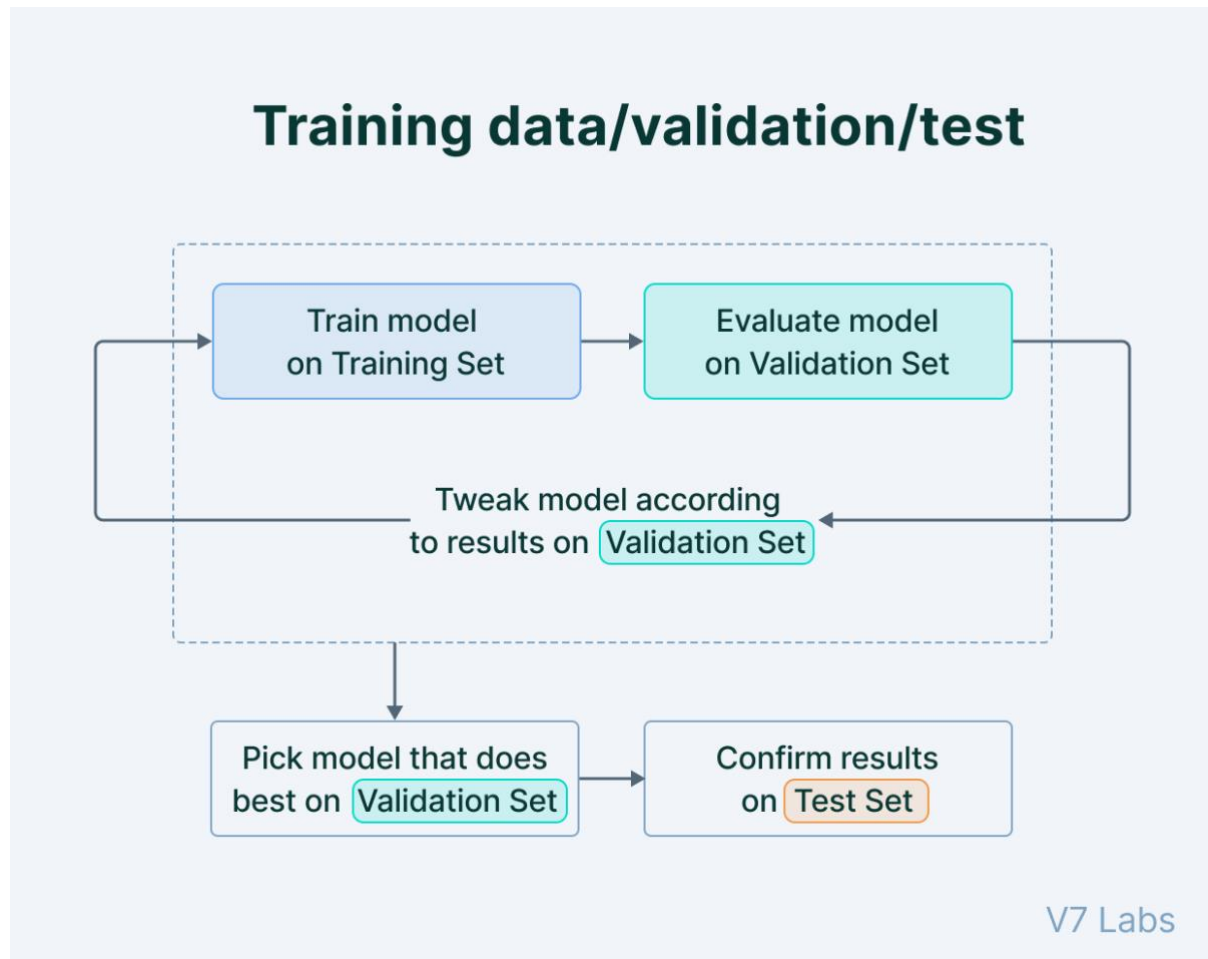 Training data/validation/test
Train model
on Training Set
Evaluate model
on Validation Set
Tweak model according
to results on Validation Set
Pick model that does
best on Validation Set
Confirm results
on Test Set
V7 Labs